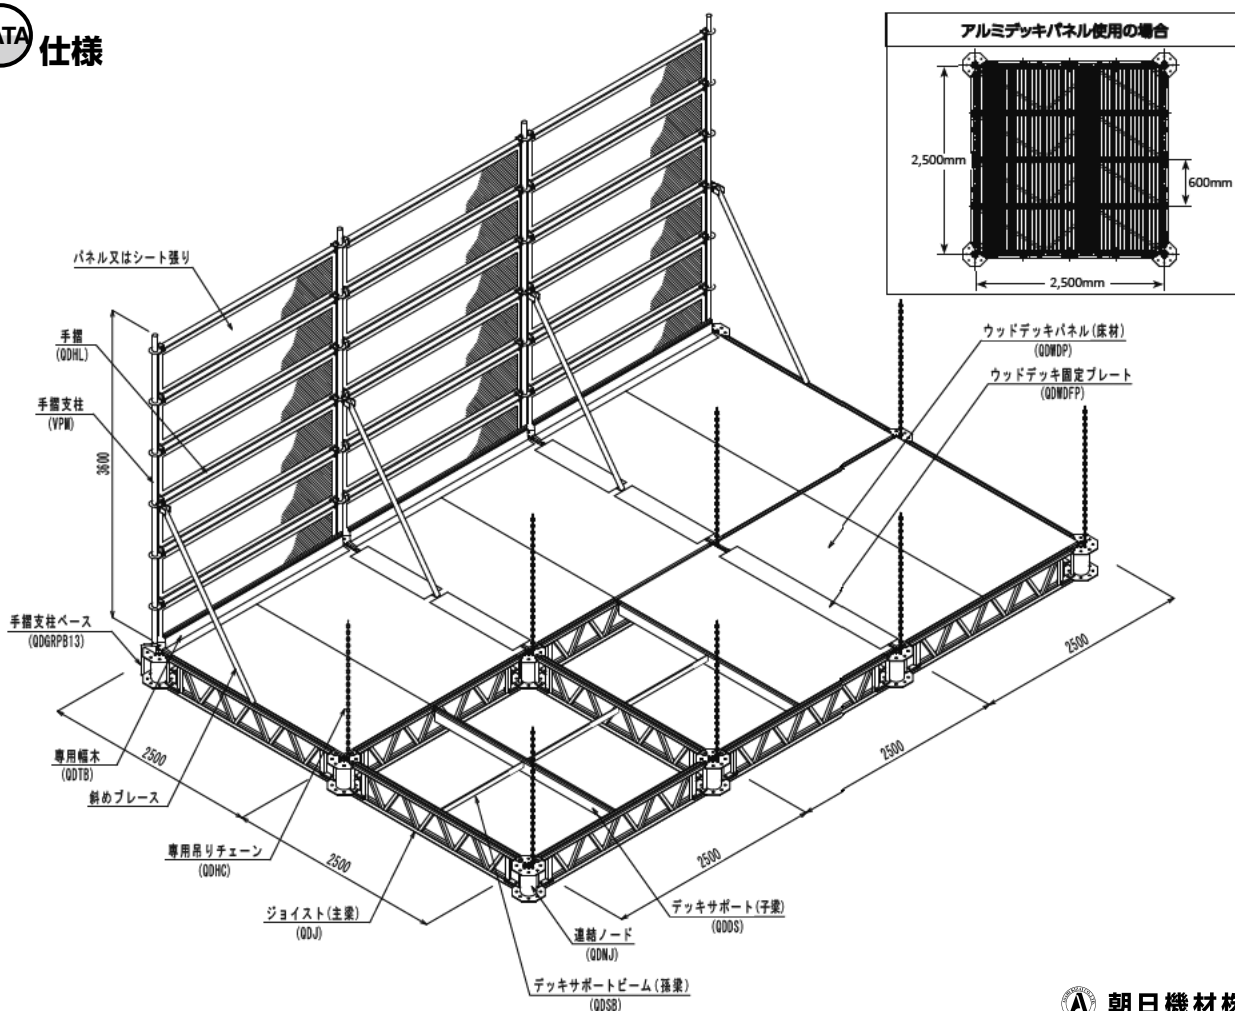 ATA
仕様
アルミデッキパネル使用の場合
2,500mm
600mm
2,500mm
パネル又はシート張り
手摺
(QDHL)
手摺支柱
(VPM)
3600
手摺支柱ベース
(QDGRPB13)
専用幅木
(QDTB)
斜めブレース
専用吊りチェーン
(QDHC)
ジョイスト(主梁)
(QDJ)
連結ノード
(QDNJ)
デッキサポートビーム(孫梁)
(QDSB)
デッキサポート(子梁)
(QDDS)
ウッドデッキパネル(床材)
(QDWDP)
ウッドデッキ固定プレート
(QDWDFP)
2500
2500
2500
2500
2500
朝日機材株